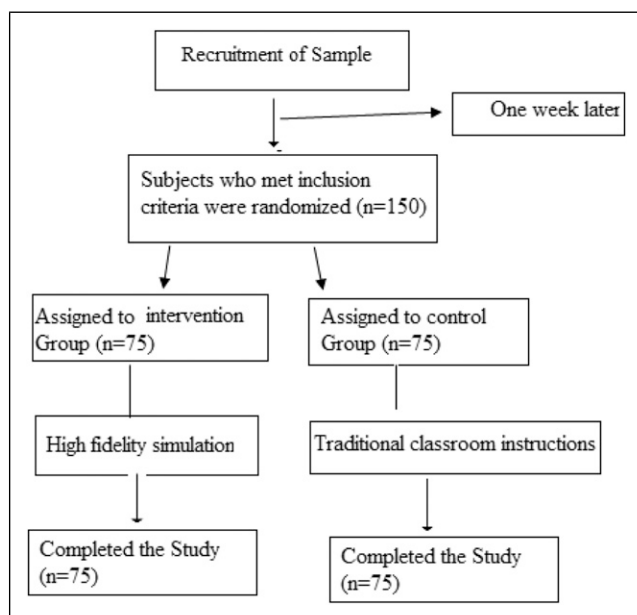 Recruitment of Sample
One week later
Subjects who met inclusion
criteria were randomized (n=150)
Assigned to intervention
Group (n=75)
Assigned to control
Group (n=75)
High fidelity simulation
Traditional classroom instructions
Completed the Study
(n=75)
Completed the Study
(n=75)